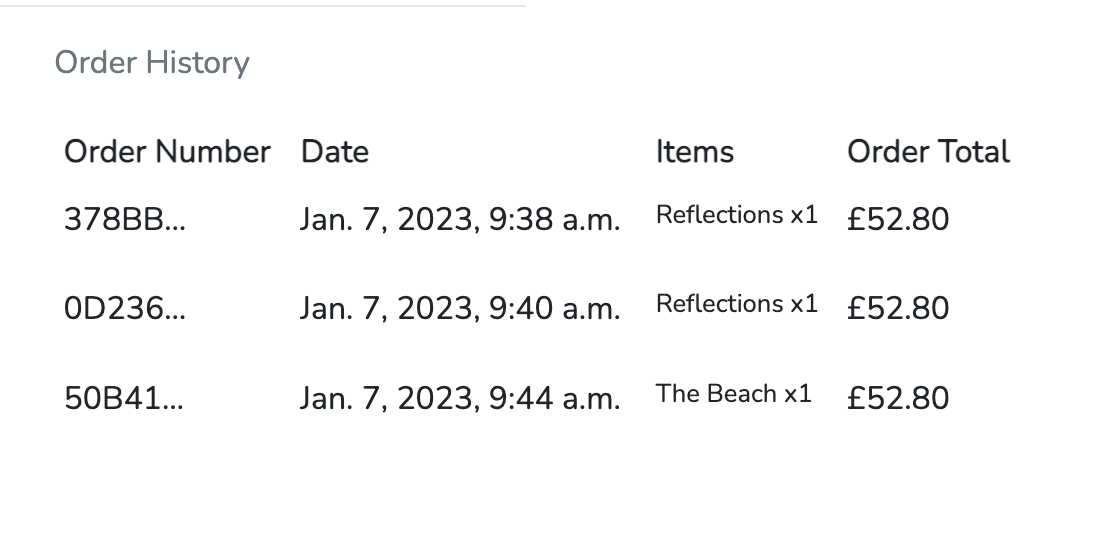 Order History
Order Number Date Items Order Total
378BB... Jan. 7, 2023, 9:38 a.m. Reflections x1 £52.80
0D236... Jan. 7, 2023, 9:40 a.m. Reflections x1 £52.80
50B41... Jan. 7, 2023, 9:44 a.m. The Beach x1 £52.80